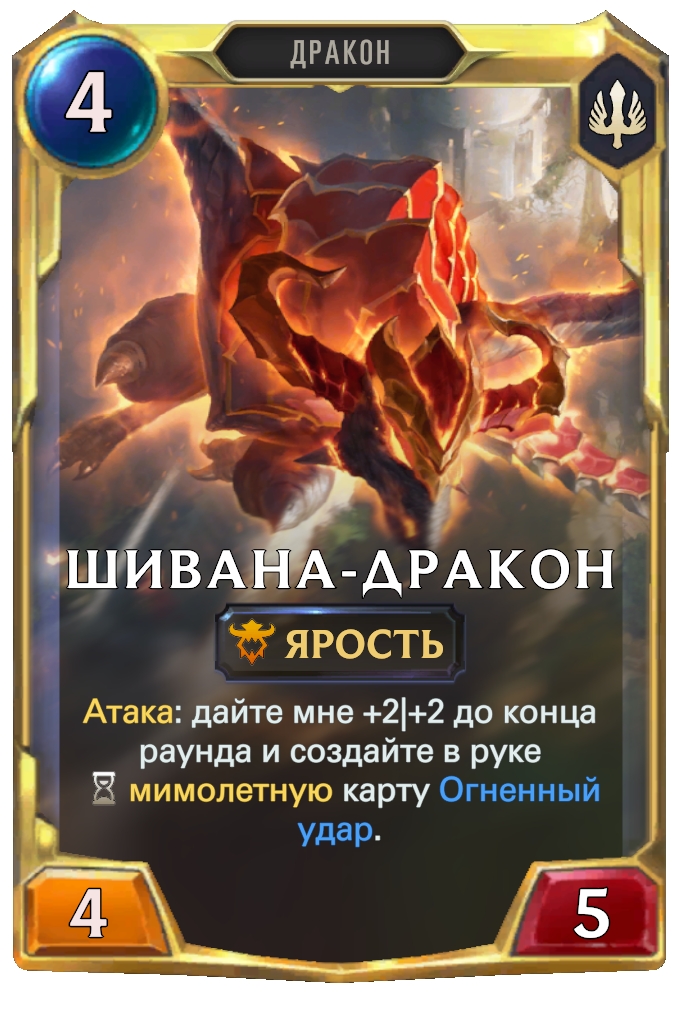 ДРАКОН
4
ШИВАНА-ДРАКОН
ЯРОСТЬ
Атака: дайте мне +2|+2 до конца
раунда и создайте в руке
мимолетную карту Огненный
удар.
4
5